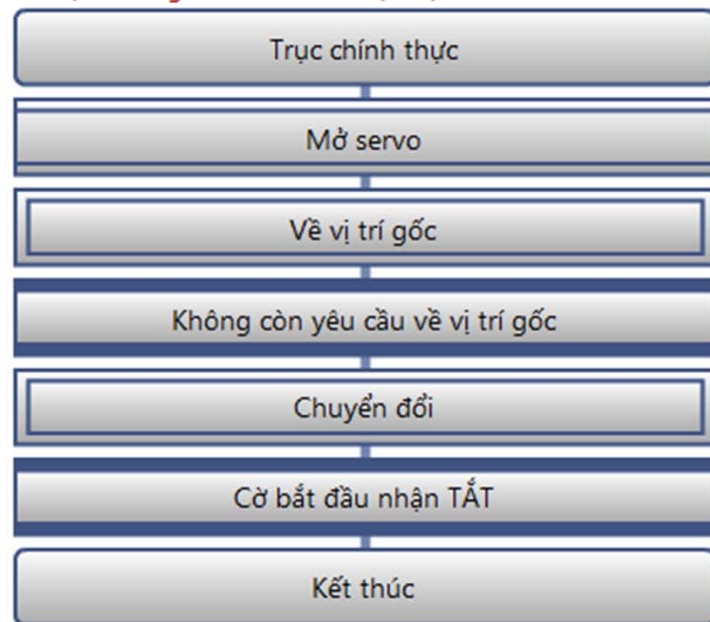 Trục chính thực
Mở servo
Về vị trí gốc
Không còn yêu cầu về vị trí gốc
Chuyển đổi
Cờ bắt đầu nhận TẮT
Kết thúc